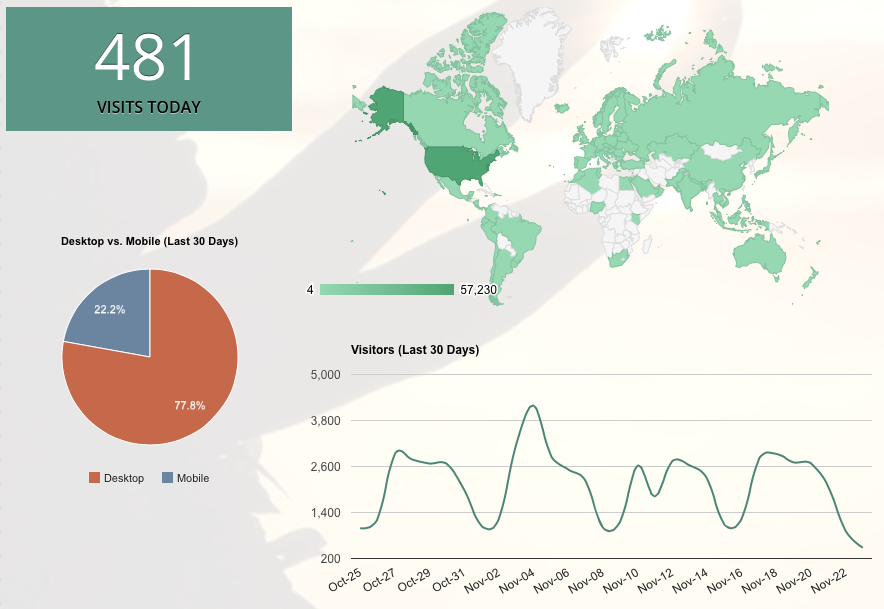 481
VISITS TODAY
4
57,230
Desktop vs. Mobile (Last 30 Days)
22.2%
77.8%
Desktop
Mobile
Visitors (Last 30 Days)
5,000
3,800
2,600
1,400
200
Oct-25
Oct-27
Oct-29
Oct-31
Nov-02
Nov-04
Nov-06
Nov-08
Nov-10
Nov-12
Nov-14
Nov-16
Nov-18
Nov-20
Nov-22